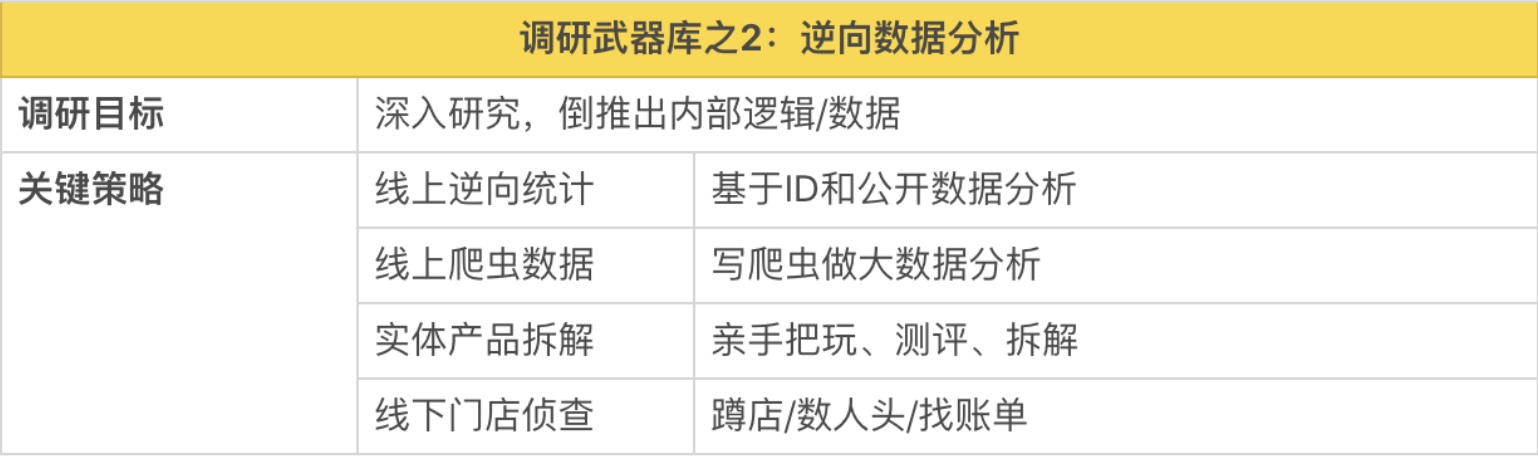 调研武器库之2：逆向数据分析
调研目标 深入研究，倒推出内部逻辑/数据
关键策略 线上逆向统计 基于ID和公开数据分析
线上爬虫数据 写爬虫做大数据分析
实体产品拆解 亲手把玩、测评、拆解
线下门店侦查 蹲店/数人头/找账单